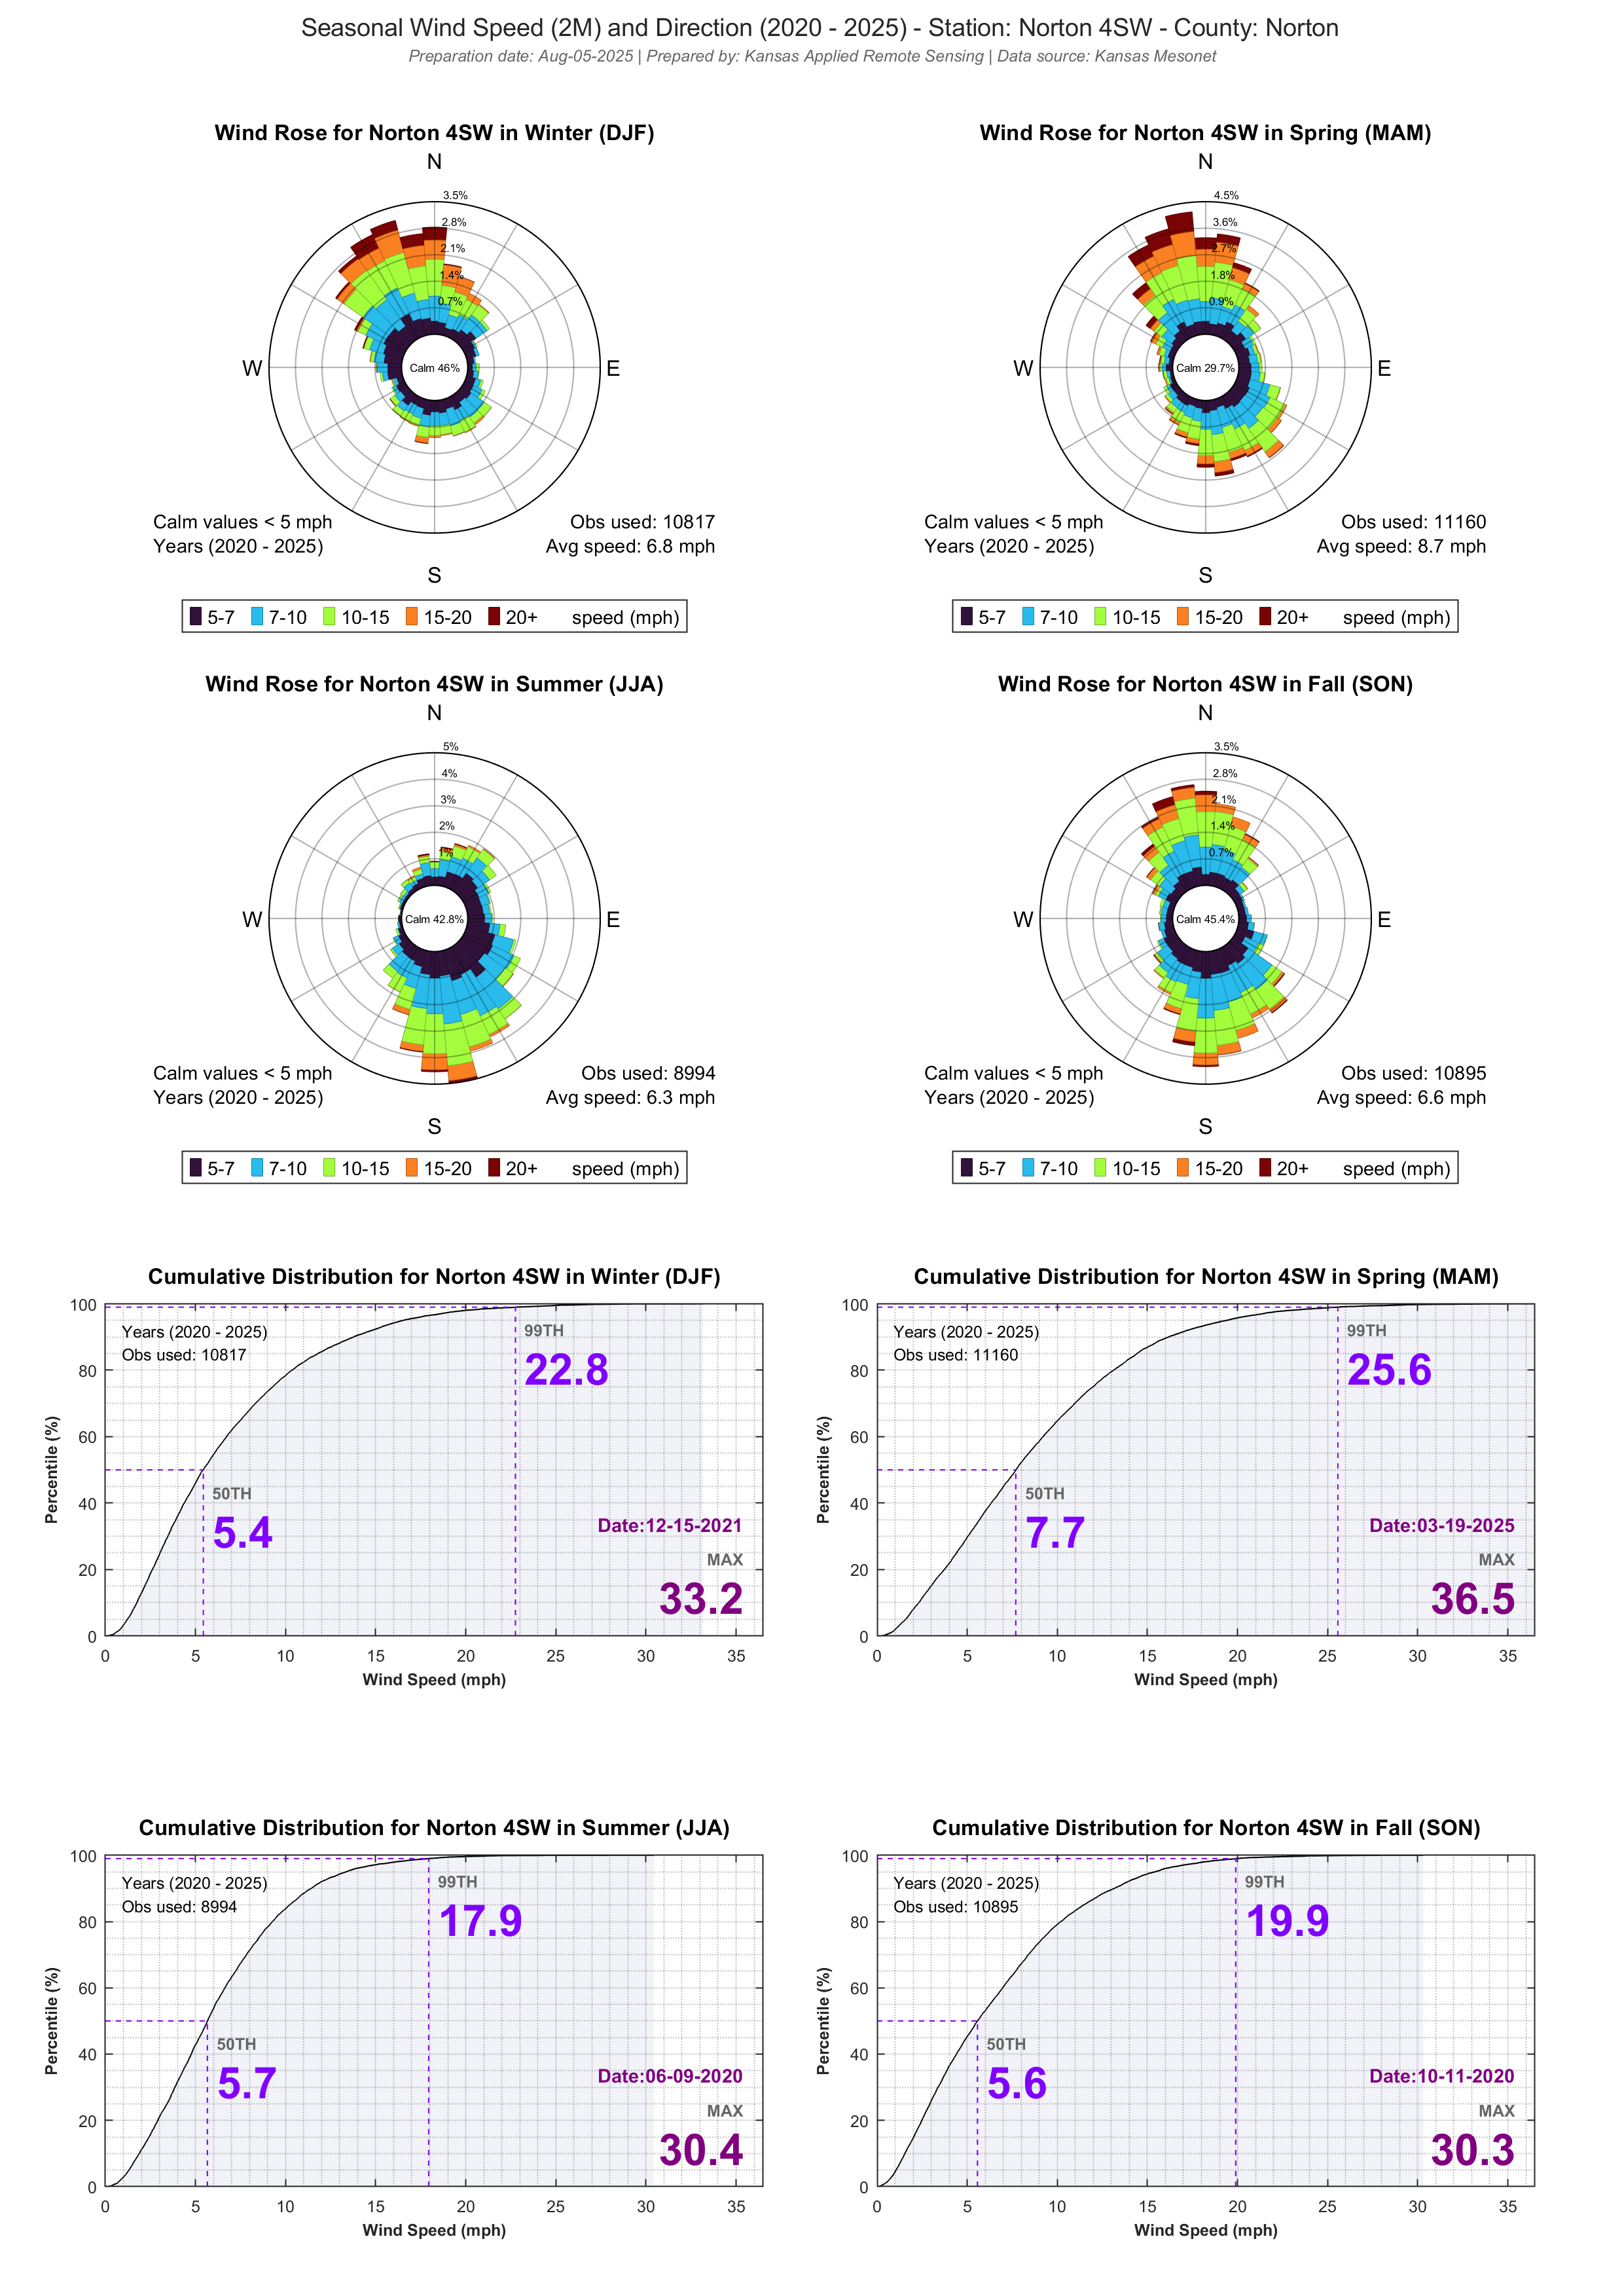 Seasonal Wind Speed (2M) and Direction (2020 - 2025) - Station: Norton 4SW - County: Norton
Preparation date: Aug-05-2025 | Prepared by: Kansas Applied Remote Sensing | Data source: Kansas Mesonet
Wind Rose for Norton 4SW in Winter (DJF)
N
3.5%
2.8%
2.1%
1.4%
0.7%
W
Calm 46%
E
Calm values < 5 mph
Years (2020 - 2025)
Obs used: 10817
Avg speed: 6.8 mph
S
5-7 7-10 10-15 15-20 20+ speed (mph)
Wind Rose for Norton 4SW in Spring (MAM)
N
4.5%
3.6%
2.7%
1.8%
0.9%
W
Calm 29.7%
E
Calm values < 5 mph
Years (2020 - 2025)
Obs used: 11160
Avg speed: 8.7 mph
S
5-7 7-10 10-15 15-20 20+ speed (mph)
Wind Rose for Norton 4SW in Summer (JJA)
N
5%
4%
3%
2%
1%
W
Calm 42.8%
E
Calm values < 5 mph
Years (2020 - 2025)
Obs used: 8994
Avg speed: 6.3 mph
S
5-7 7-10 10-15 15-20 20+ speed (mph)
Wind Rose for Norton 4SW in Fall (SON)
N
3.5%
2.8%
2.1%
1.4%
0.7%
W
Calm 45.4%
E
Calm values < 5 mph
Years (2020 - 2025)
Obs used: 10895
Avg speed: 6.6 mph
S
5-7 7-10 10-15 15-20 20+ speed (mph)
Cumulative Distribution for Norton 4SW in Winter (DJF)
Percentile (%)
100
80
60
40
20
0
Years (2020 - 2025)
Obs used: 10817
99TH
22.8
50TH
5.4
Date:12-15-2021
MAX
33.2
0 5 10 15 20 25 30 35
Wind Speed (mph)
Cumulative Distribution for Norton 4SW in Spring (MAM)
Percentile (%)
100
80
60
40
20
0
Years (2020 - 2025)
Obs used: 11160
99TH
25.6
50TH
7.7
Date:03-19-2025
MAX
36.5
0 5 10 15 20 25 30 35
Wind Speed (mph)
Cumulative Distribution for Norton 4SW in Summer (JJA)
Percentile (%)
100
80
60
40
20
0
Years (2020 - 2025)
Obs used: 8994
99TH
17.9
50TH
5.7
Date:06-09-2020
MAX
30.4
0 5 10 15 20 25 30 35
Wind Speed (mph)
Cumulative Distribution for Norton 4SW in Fall (SON)
Percentile (%)
100
80
60
40
20
0
Years (2020 - 2025)
Obs used: 10895
99TH
19.9
50TH
5.6
Date:10-11-2020
MAX
30.3
0 5 10 15 20 25 30 35
Wind Speed (mph)